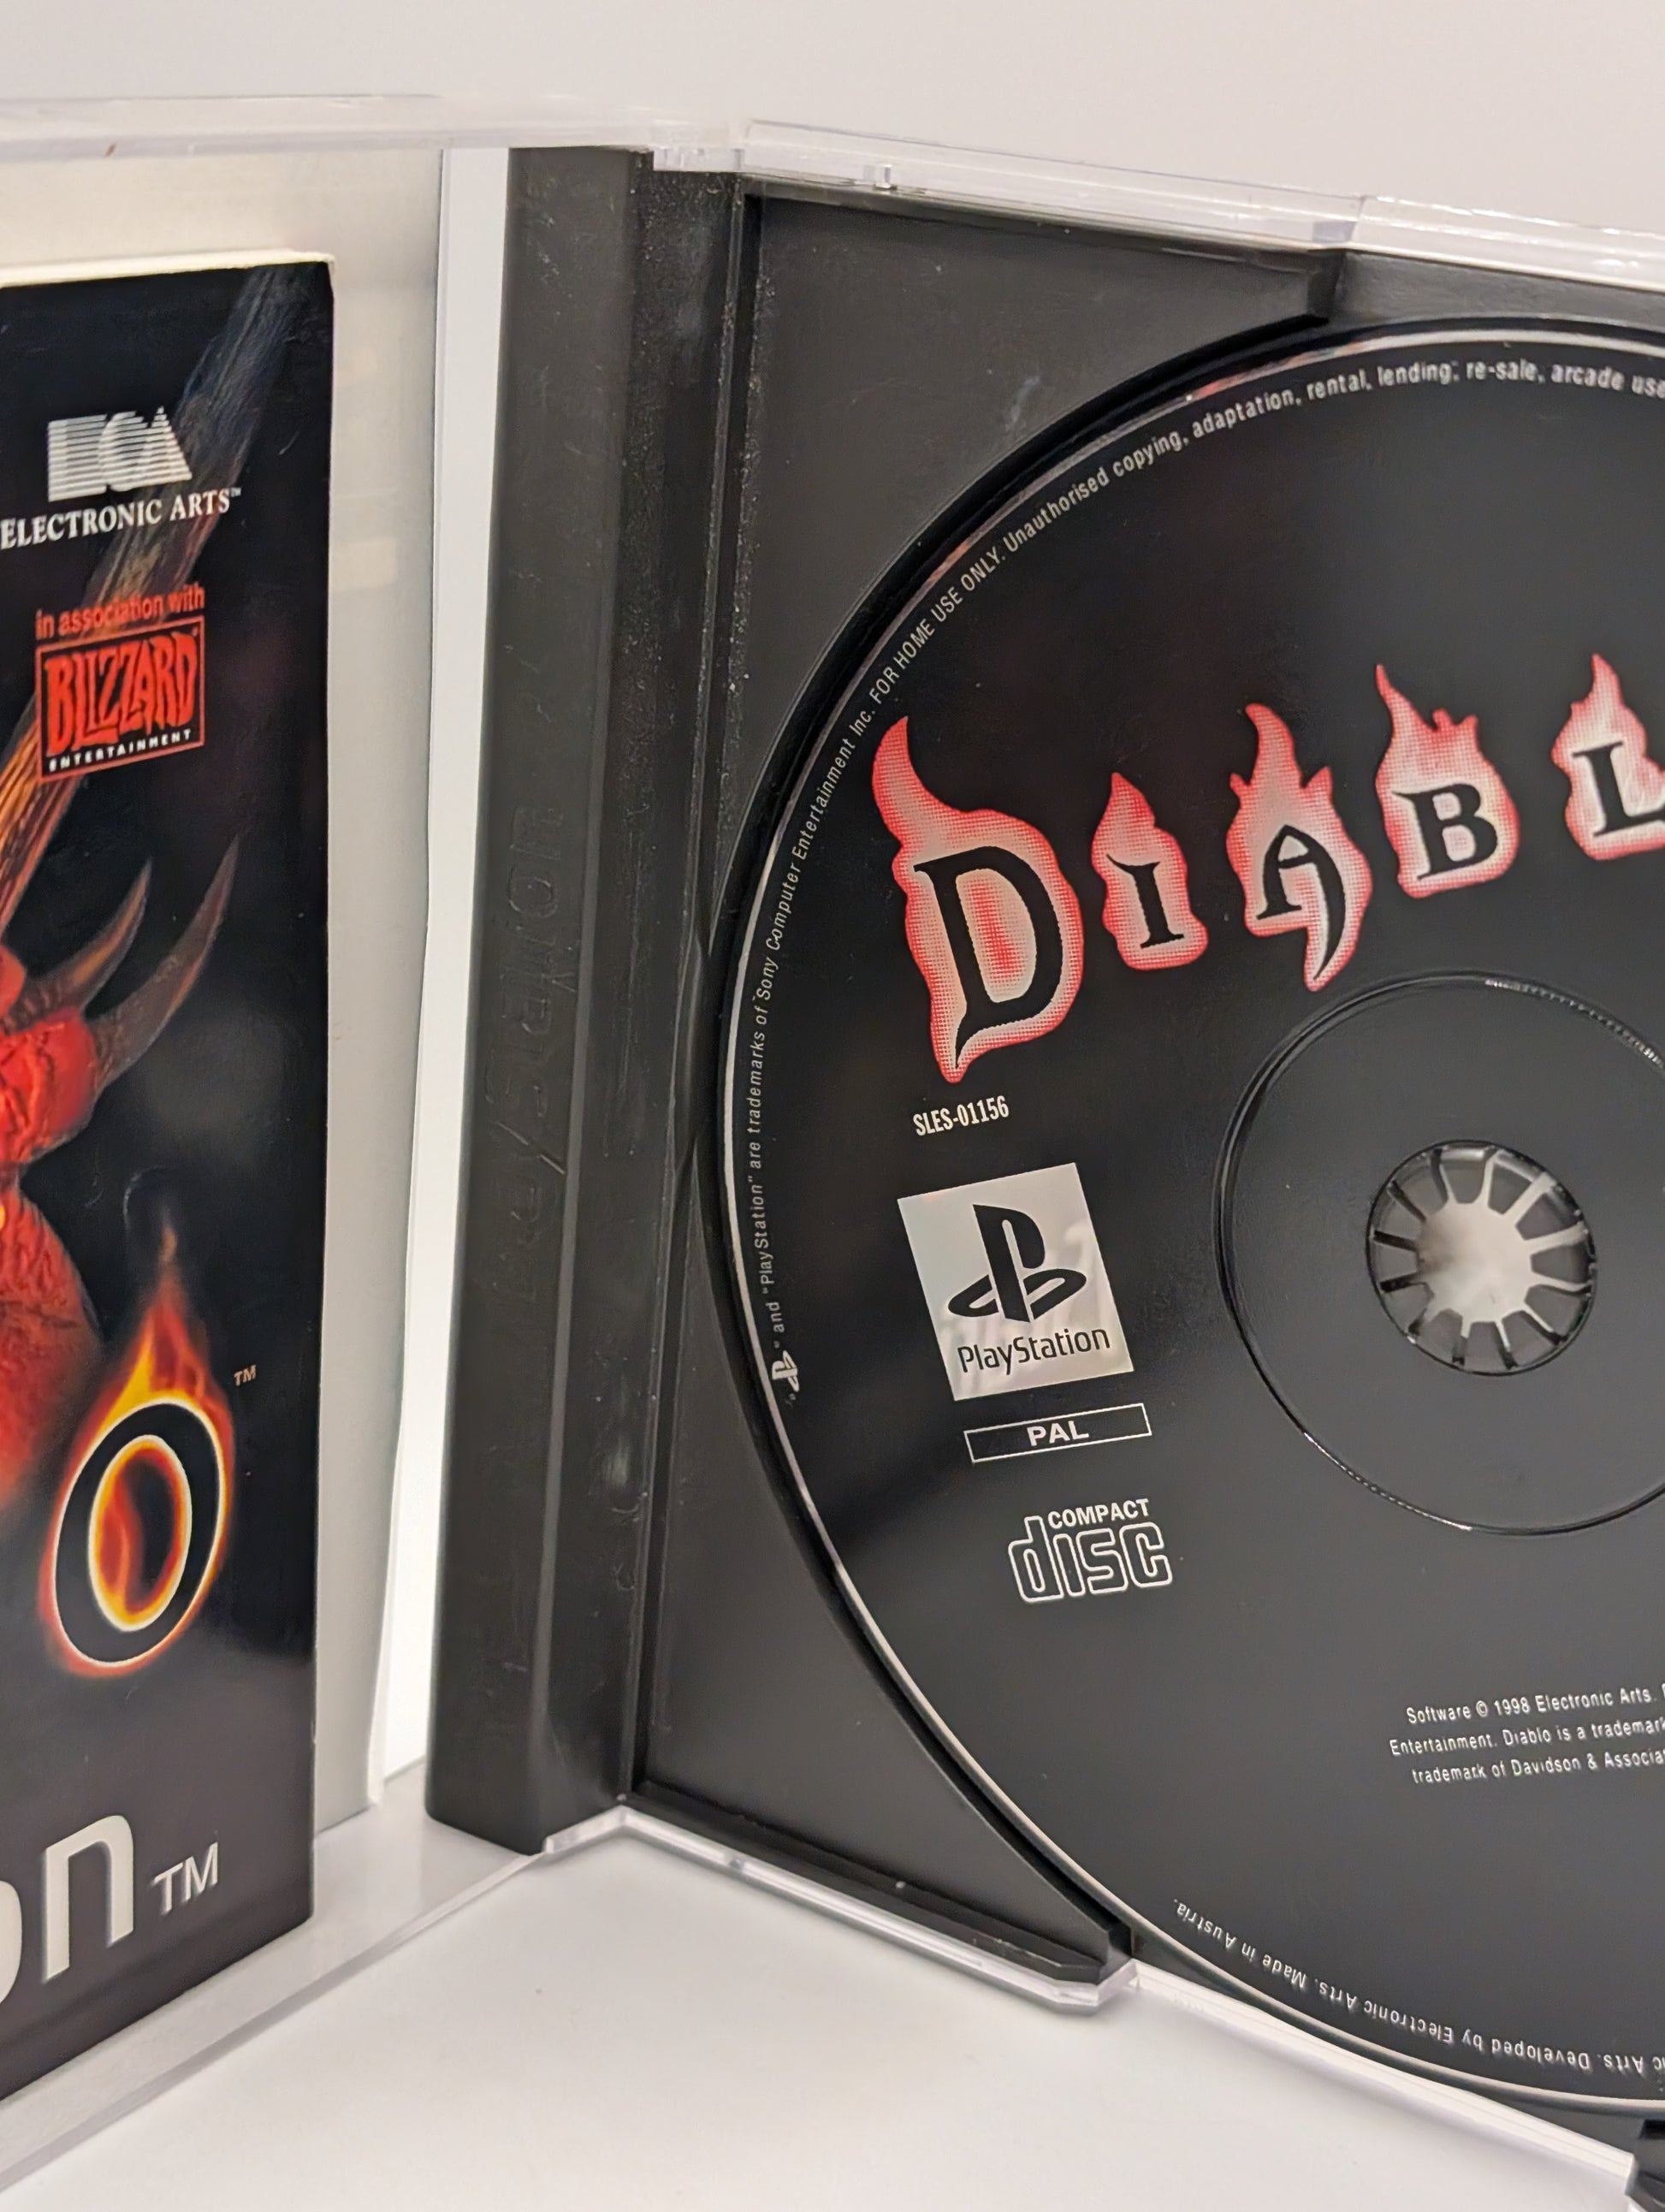 ELECTRONIC ARTS™
in association with
BLIZZARD
ENTERTAINMENT
O™
on™
PlayStation
" and "PlayStation" are trademarks of Sony Computer Entertainment Inc. FOR HOME USE ONLY. Unauthorised copying, adaptation, rental, lending, re-sale, arcade use
DIABL
SLES-01156
PlayStation
PAL
COMPACT
disc
Software © 1998 Electronic Arts.
Entertainment. Diablo is a trademark
trademark of Davidson & Associat
Arts. Developed by Electronic Arts. Made in Austria.